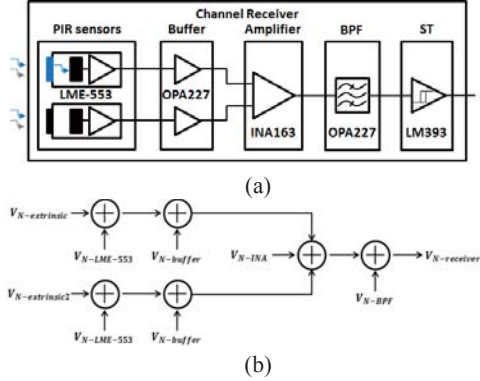 Channel Receiver
PIR sensors Buffer Amplifier BPF ST
LME-553 OPA227 INA163 OPA227 LM393
(a)
V_{N-extrinsic}
V_{N-LME-553} V_{N-buffer} V_{N-INA} V_{N-receiver}
V_{N-extrinsic2} V_{N-BPF}
V_{N-LME-553} V_{N-buffer}
(b)